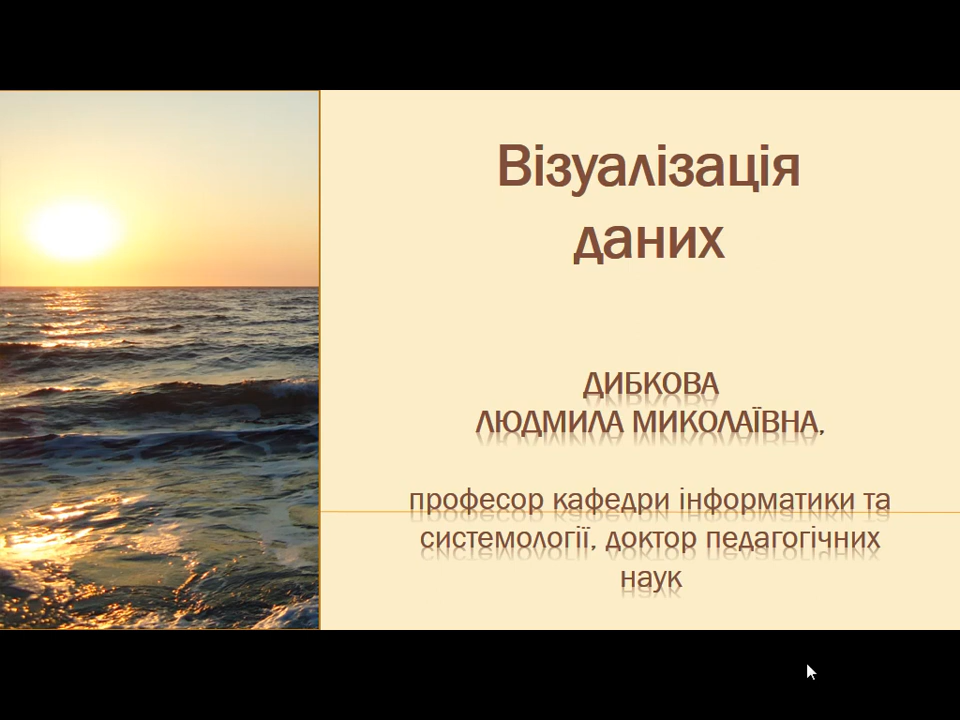 Візуалізація
даних
ДИБКОВА
ЛЮДМИЛА МИКОЛАЇВНА,
професор кафедри інформатики та
системології, доктор педагогічних
наук